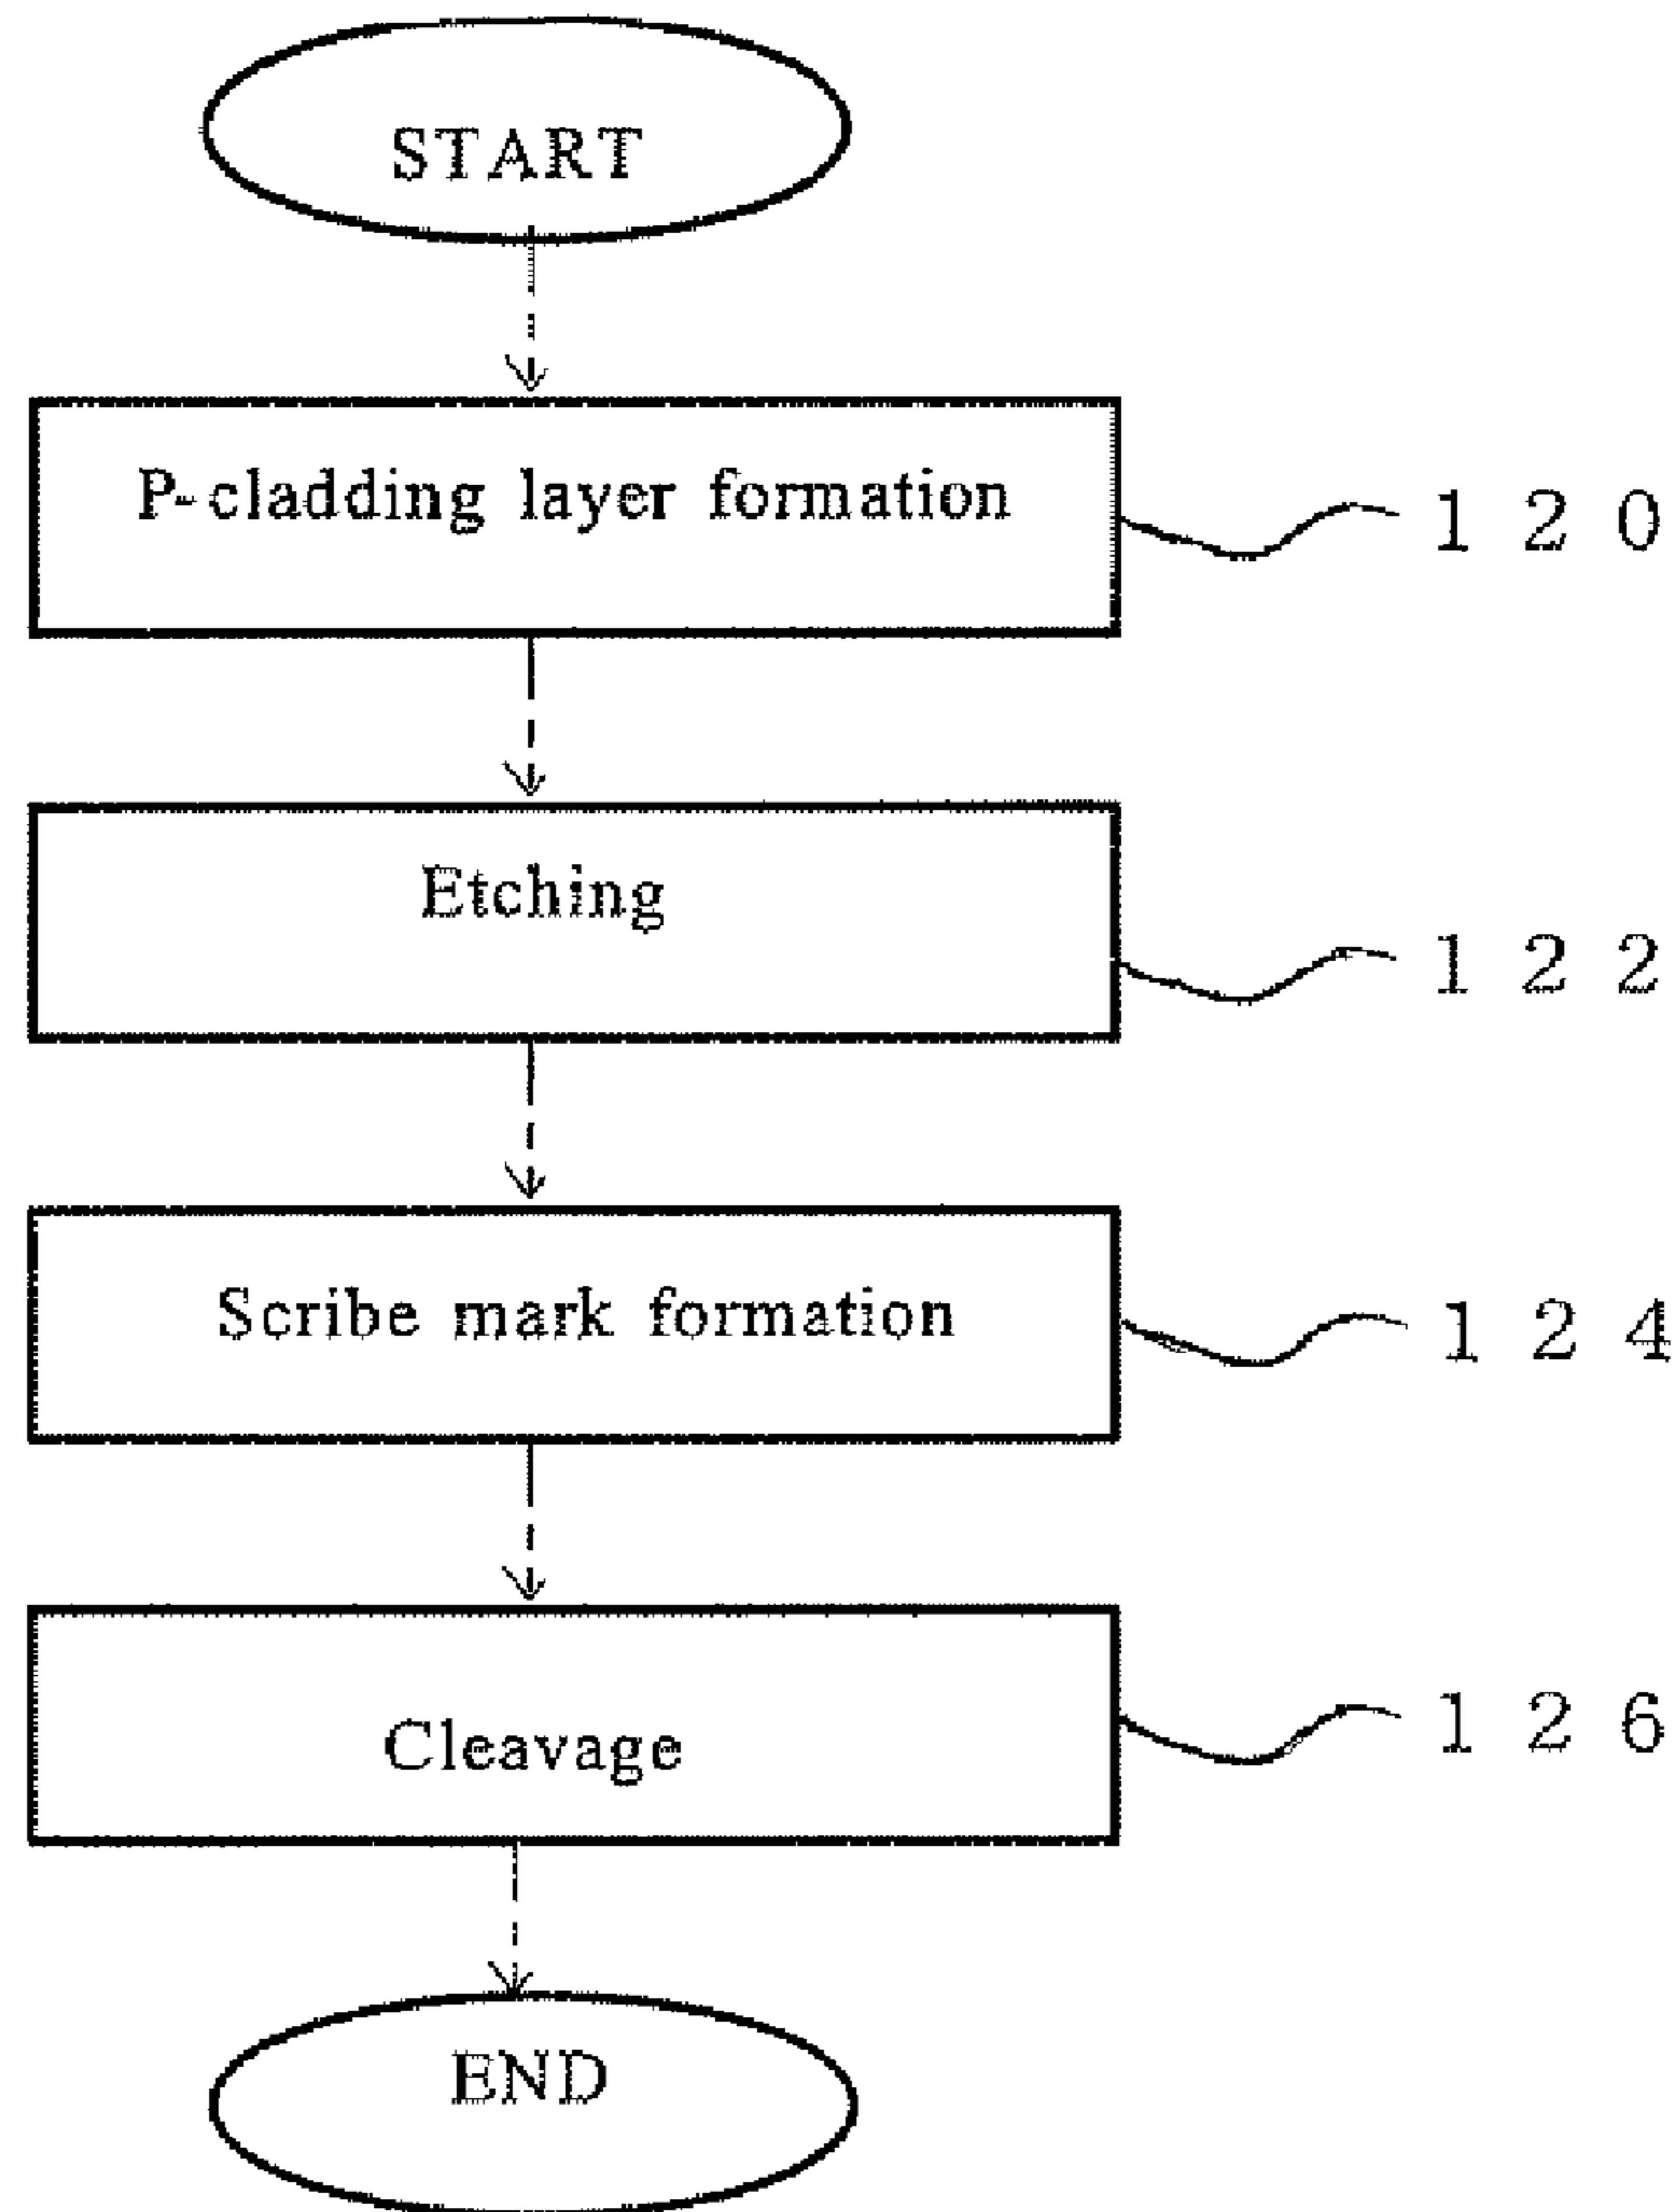 START
P-cladding layer formation
120
Etching
122
Scribe mark formation
124
Cleavage
126
END